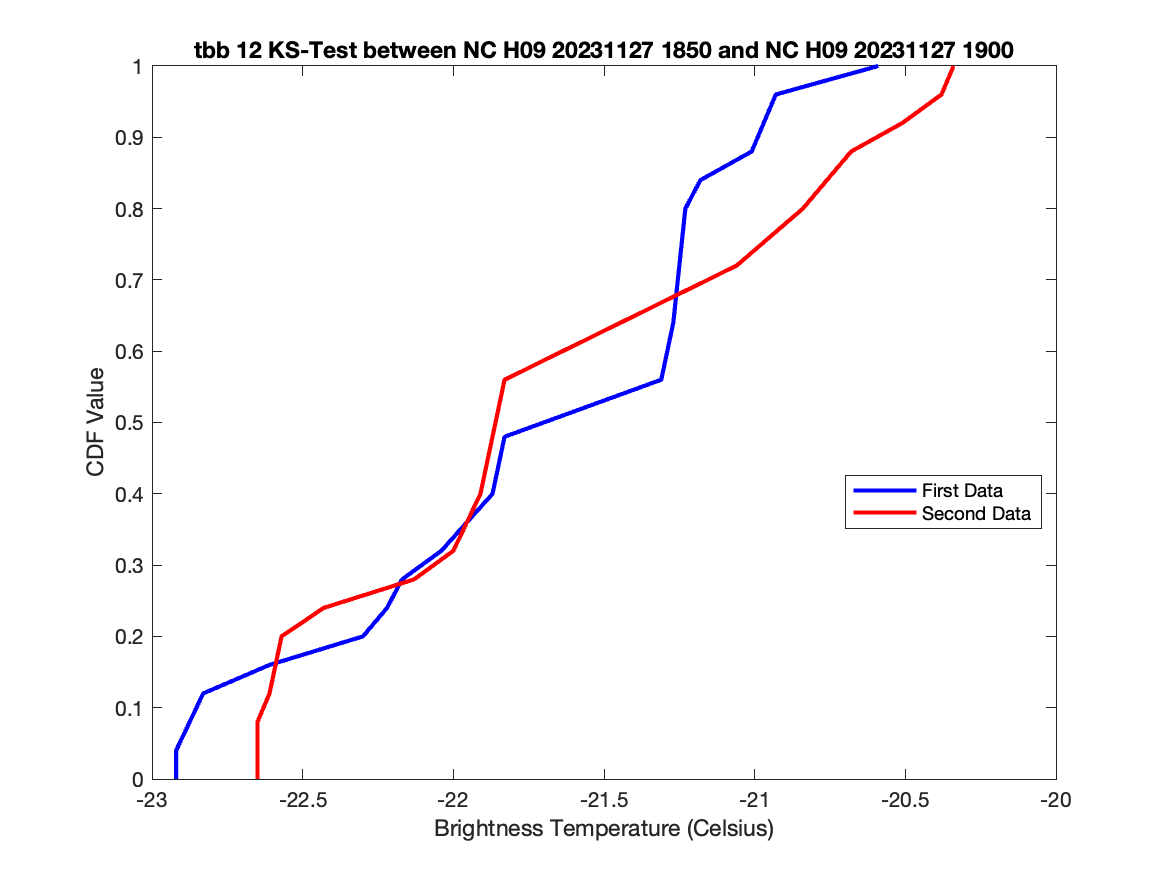 tbb 12 KS-Test between NC H09 20231127 1850 and NC H09 20231127 1900
1
0.9
0.8
0.7
0.6
0.5
0.4
0.3
0.2
0.1
0
CDF Value
First Data
Second Data
-23 -22.5 -22 -21.5 -21 -20.5 -20
Brightness Temperature (Celsius)